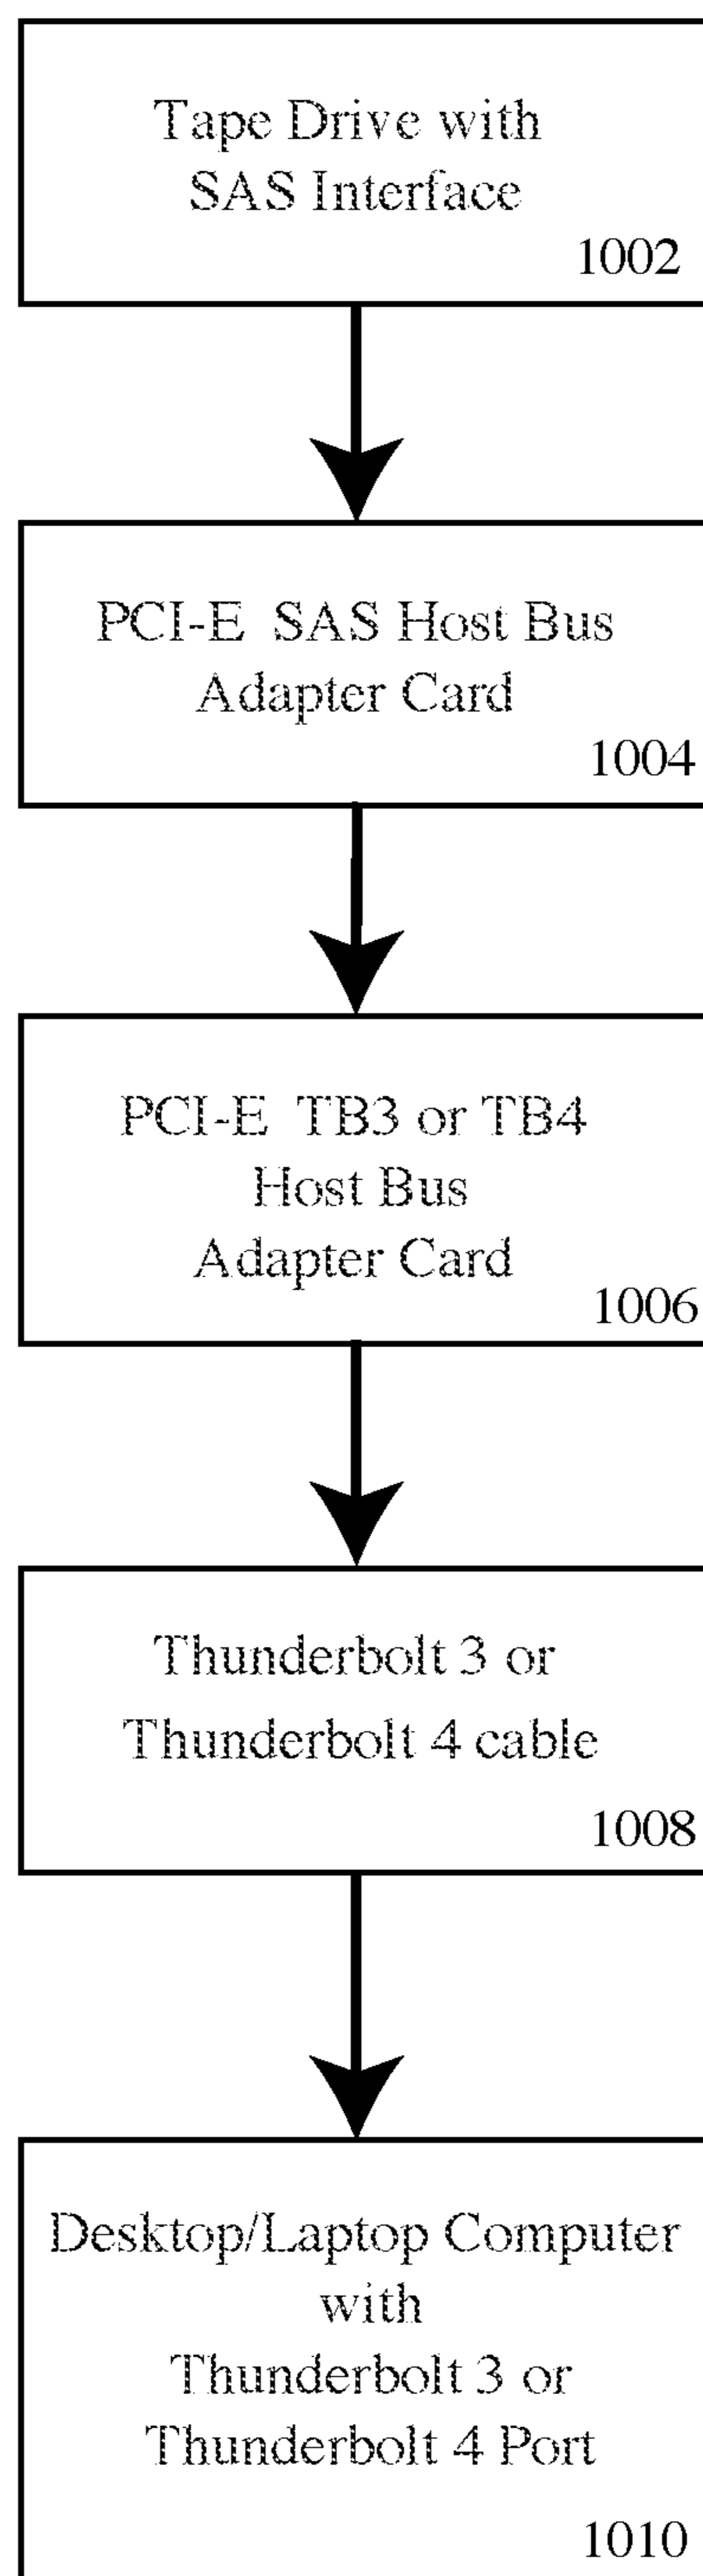 Tape Drive with
SAS Interface
1002
PCI-E SAS Host Bus
Adapter Card
1004
PCI-E TB3 or TB4
Host Bus
Adapter Card
1006
Thunderbolt 3 or
Thunderbolt 4 cable
1008
Desktop/Laptop Computer
with
Thunderbolt 3 or
Thunderbolt 4 Port
1010